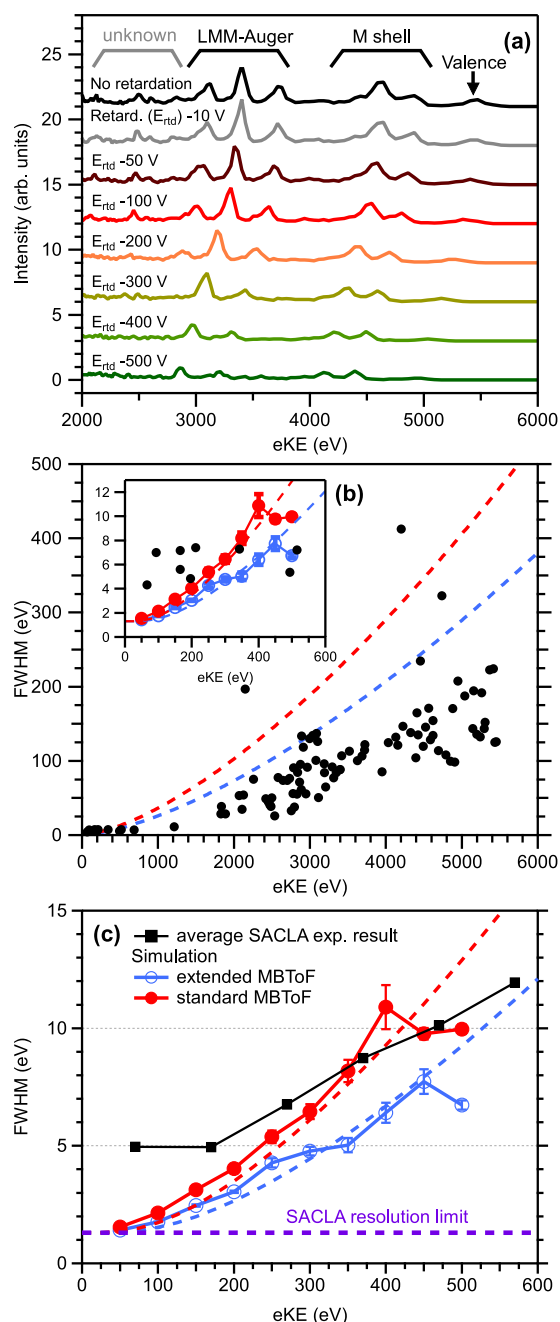 unknown LMM-Auger M shell (a)
Valence
No retardation
Retard. (Ertd) -10 V
Ertd -50 V
Ertd -100 V
Ertd -200 V
Ertd -300 V
Ertd -400 V
Ertd -500 V
Intensity (arb. units)
25
20
15
10
5
0
2000 3000 4000 5000 6000
eKE (eV)
(b)
FWHM (eV)
500
400
300
200
100
0
12
10
8
6
4
2
0
0 200 400 600
eKE (eV)
0 1000 2000 3000 4000 5000 6000
eKE (eV)
(c)
average SACLA exp. result
Simulation
extended MBToF
standard MBToF
SACLA resolution limit
FWHM (eV)
15
10
5
0
0 100 200 300 400 500 600
eKE (eV)